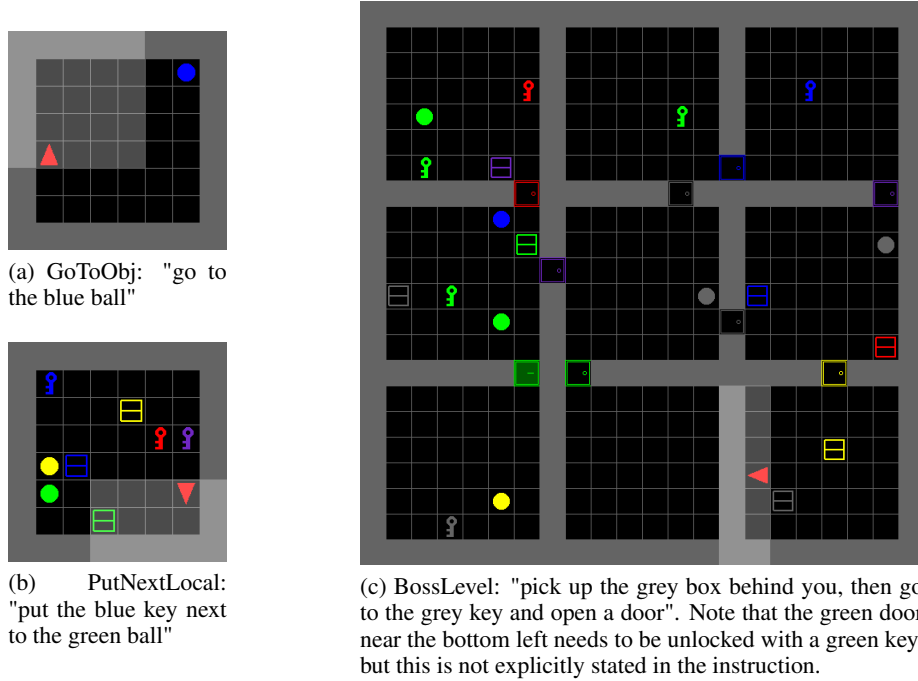 (a) GoToObj: "go to
the blue ball"
(b) PutNextLocal:
"put the blue key next
to the green ball"
(c) BossLevel: "pick up the grey box behind you, then go
to the grey key and open a door". Note that the green door
near the bottom left needs to be unlocked with a green key,
but this is not explicitly stated in the instruction.